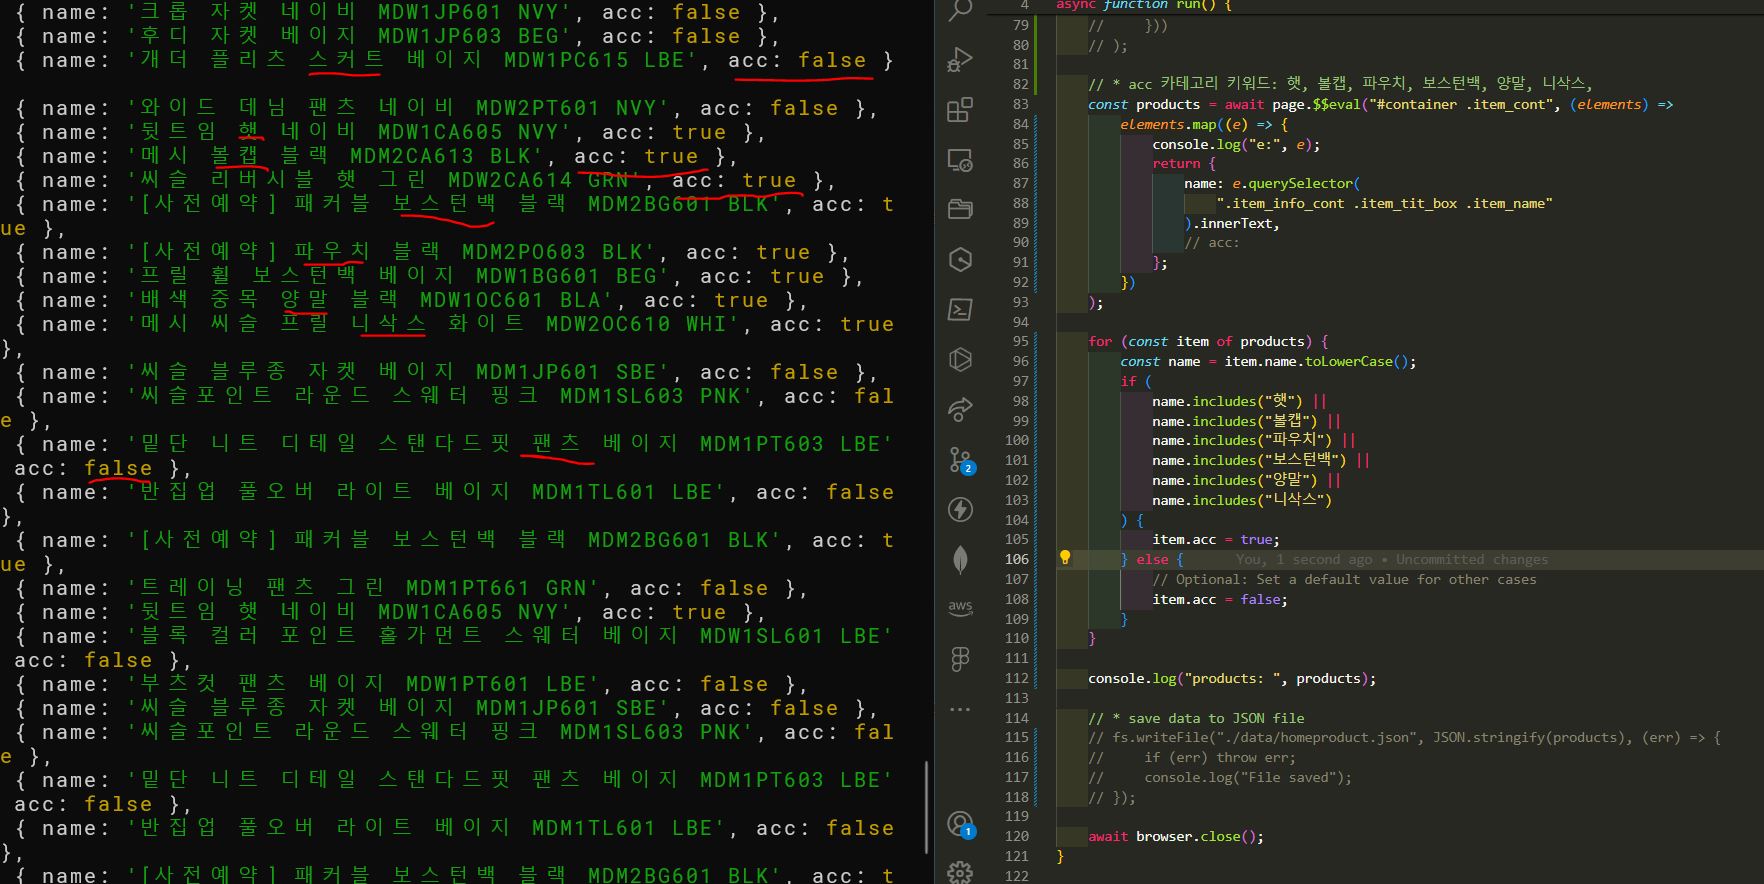 { name: '크롭 자켓 네이비 MDW1JP601 NVY', acc: false },
{ name: '후디 자켓 베이지 MDW1JP603 BEG', acc: false },
{ name: '개더 플리츠 스커트 베이지 MDW1PC615 LBE', acc: false }
{ name: '와이드 데님 팬츠 네이비 MDW2PT601 NVY', acc: false },
{ name: '뒷트임 햇 네이비 MDW1CA605 NVY', acc: true },
{ name: '메시 볼캡 블랙 MDM2CA613 BLK', acc: true },
{ name: '씨슬 리버시블 햇 그린 MDW2CA614 GRN', acc: true },
{ name: '[사전예약] 패커블 보스턴백 블랙 MDM2BG601 BLK', acc: t
ue },
{ name: '[사전예약] 파우치 블랙 MDM2PO603 BLK', acc: true },
{ name: '프릴 휠 보스턴백 베이지 MDW1BG601 BEG', acc: true },
{ name: '배색 중목 양말 블랙 MDW1OC601 BLA', acc: true },
{ name: '메시 씨슬 프릴 니삭스 화이트 MDW2OC610 WHI', acc: true
},
{ name: '씨슬 블루종 자켓 베이지 MDM1JP601 SBE', acc: false },
{ name: '씨슬포인트 라운드 스웨터 핑크 MDM1SL603 PNK', acc: fal
e },
{ name: '밑단 니트 디테일 스탠다드핏 팬츠 베이지 MDM1PT603 LBE'
acc: false },
{ name: '반집업 풀오버 라이트 베이지 MDM1TL601 LBE', acc: false
},
{ name: '[사전예약] 패커블 보스턴백 블랙 MDM2BG601 BLK', acc: t
ue },
{ name: '트레이닝 팬츠 그린 MDM1PT661 GRN', acc: false },
{ name: '뒷트임 햇 네이비 MDW1CA605 NVY', acc: true },
{ name: '블록 컬러 포인트 홀가먼트 스웨터 베이지 MDW1SL601 LBE'
acc: false },
{ name: '부츠컷 팬츠 베이지 MDW1PT601 LBE', acc: false },
{ name: '씨슬 블루종 자켓 베이지 MDM1JP601 SBE', acc: false },
{ name: '씨슬포인트 라운드 스웨터 핑크 MDM1SL603 PNK', acc: fal
e },
{ name: '밑단 니트 디테일 스탠다드핏 팬츠 베이지 MDM1PT603 LBE'
acc: false },
{ name: '반집업 풀오버 라이트 베이지 MDM1TL601 LBE', acc: false
},
{ name: '[사전예약] 패커블 보스턴백 블랙 MDM2BG601 BLK', acc: t
2
aws
1
4 async function run() {
79 //     }))
80 // );
81
82 // * acc 카테고리 키워드: 햇, 볼캡, 파우치, 보스턴백, 양말, 니삭스,
83 const products = await page.$$eval("#container .item_cont", (elements) =>
84 elements.map((e) => {
85 console.log("e:", e);
86 return {
87 name: e.querySelector(
88 ".item_info_cont .item_tit_box .item_name"
89 ).innerText,
90 // acc:
91 };
92 })
93 );
94
95 for (const item of products) {
96 const name = item.name.toLowerCase();
97 if (
98 name.includes("햇") ||
99 name.includes("볼캡") ||
100 name.includes("파우치") ||
101 name.includes("보스턴백") ||
102 name.includes("양말") ||
103 name.includes("니삭스")
104 ) {
105 item.acc = true;
106 } else { You, 1 second ago • Uncommitted changes
107 // Optional: Set a default value for other cases
108 item.acc = false;
109 }
110 }
111
112 console.log("products: ", products);
113
114 // * save data to JSON file
115 // fs.writeFile("./data/homeproduct.json", JSON.stringify(products), (err) => {
116 //     if (err) throw err;
117 //     console.log("File saved");
118 // });
119
120 await browser.close();
121 }
122